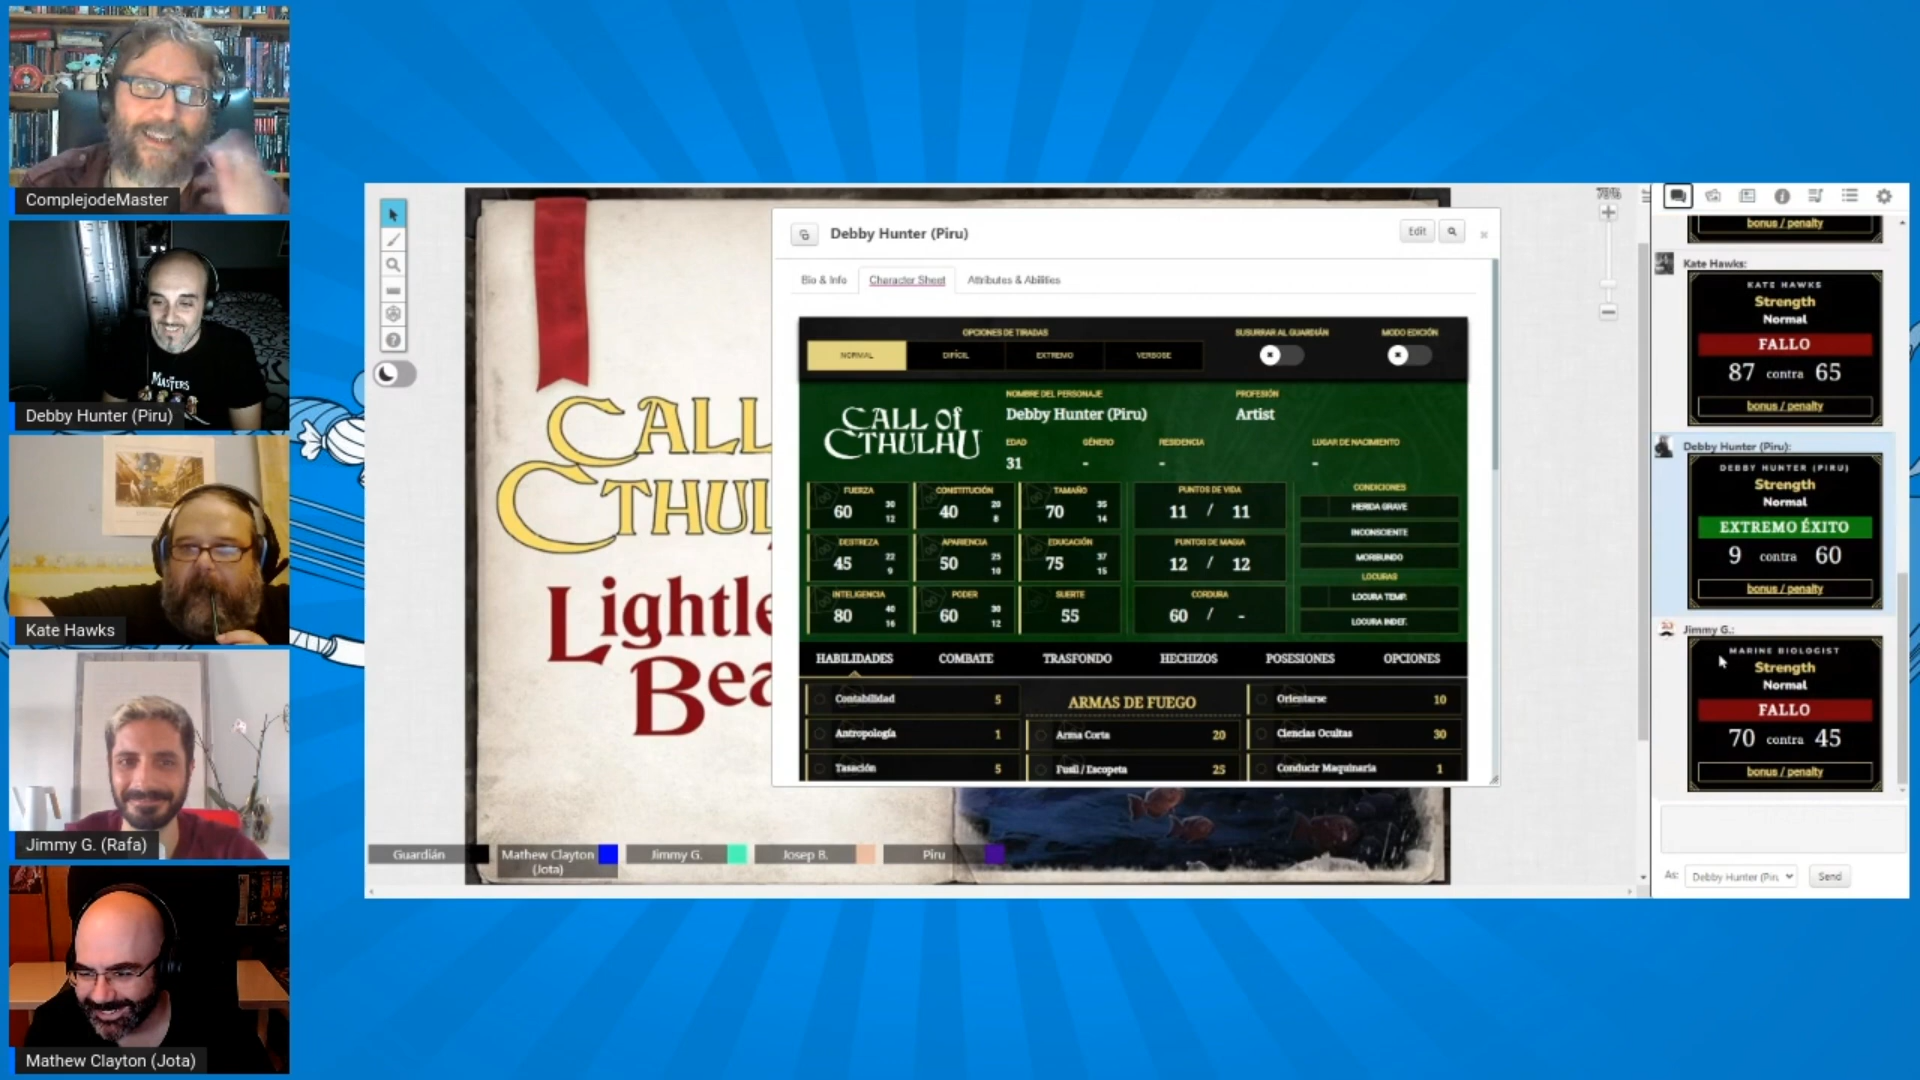 ComplejodeMaster
MASTERS
Debby Hunter (Piru)
Kate Hawks
Jimmy G. (Rafa)
Mathew Clayton (Jota)
CALL
CTHUL
Lightle
Bea
Guardián
Mathew Clayton
(Jota)
Jimmy G.
Josep B.
Piru
Debby Hunter (Piru)
Edit
Bio & Info
Character Sheet
Attributes & Abilities
OPCIONES DE TIRADAS
SUSURRAR AL GUARDIÁN
MODO EDICIÓN
NORMAL
DIFÍCIL
EXTREMO
VERBOSE
CALL of
CTHULHU
NOMBRE DEL PERSONAJE
PROFESIÓN
Debby Hunter (Piru)
Artist
EDAD
GÉNERO
RESIDENCIA
LUGAR DE NACIMIENTO
31 - - -
FUERZA
60 30 12
CONSTITUCIÓN
40 20 8
TAMAÑO
70 35 14
PUNTOS DE VIDA
11 / 11
DESTREZA
45 22 9
APARIENCIA
50 25 10
EDUCACIÓN
75 37 15
PUNTOS DE MAGIA
12 / 12
INTELIGENCIA
80 40 16
PODER
60 30 12
SUERTE
55
CORDURA
60 / -
CONDICIONES
HERIDA GRAVE
INCONSCIENTE
MORIBUNDO
LOCURAS
LOCURA TEMP.
LOCURA INDEF.
HABILIDADES
COMBATE
TRASFONDO
HECHIZOS
POSESIONES
OPCIONES
Contabilidad 5
Antropología 1
Tasación 5
ARMAS DE FUEGO
Arma Corta 20
Fusil / Escopeta 25
Orientarse 10
Ciencias Ocultas 30
Conducir Maquinaria 1
bonus / penalty
Kate Hawks:
KATE HAWKS
Strength
Normal
FALLO
87 contra 65
bonus / penalty
Debby Hunter (Piru):
DEBBY HUNTER (PIRU)
Strength
Normal
EXTREMO ÉXITO
9 contra 60
bonus / penalty
Jimmy G.:
MARINE BIOLOGIST
Strength
Normal
FALLO
70 contra 45
bonus / penalty
As:
Debby Hunter (Piru
Send